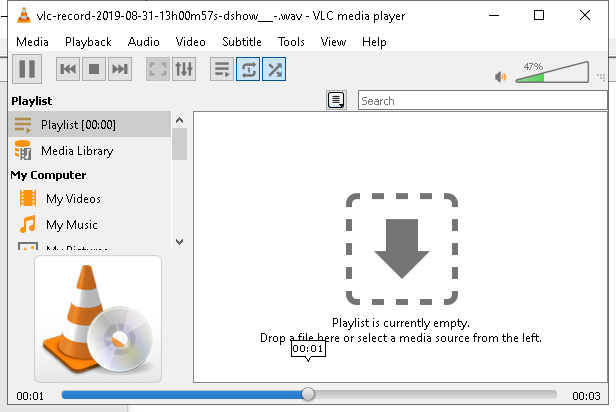 vlc-record-2019-08-31-13h00m57s-dshow___-.wav - VLC media player
Media Playback Audio Video Subtitle Tools View Help
47%
Playlist
Search
Playlist [00:00]
Media Library
My Computer
My Videos
My Music
My Pictures
Playlist is currently empty.
Drop a file here or select a media source from the left.
00:01
00:01
00:03